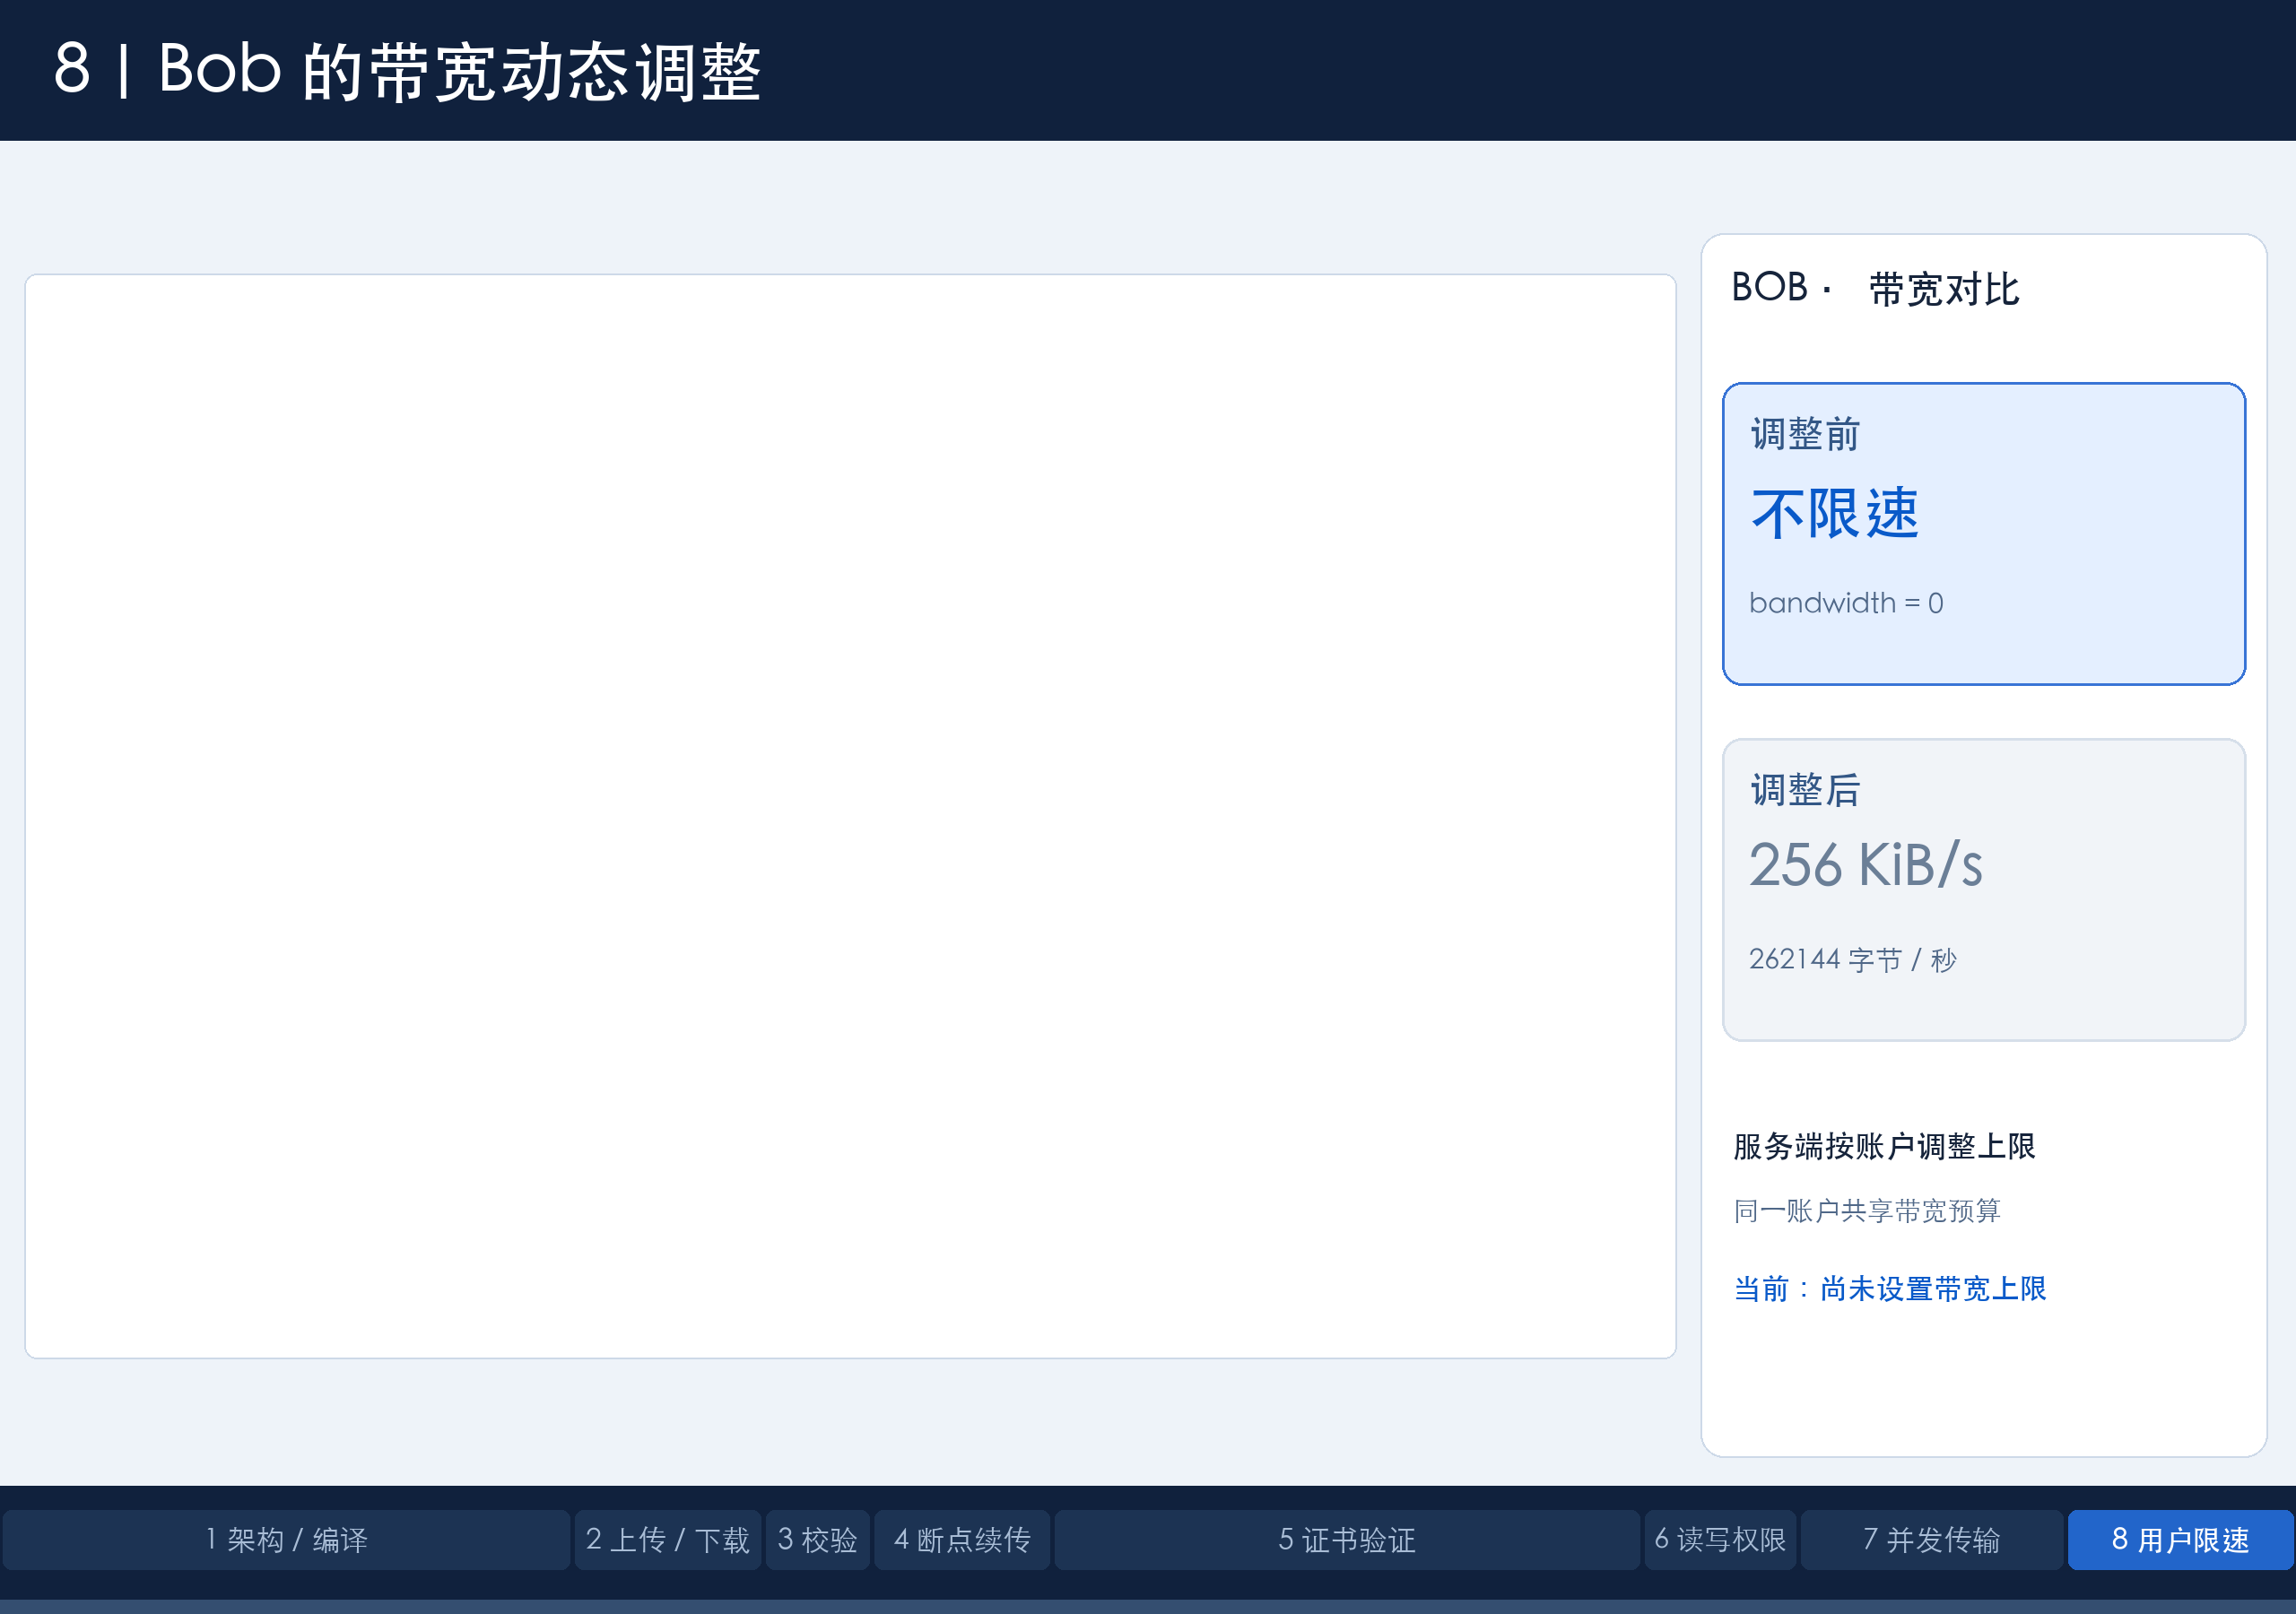 8 | Bob 的带宽动态调整
BOB · 带宽对比
调整前
不限速
bandwidth = 0
调整后
256 KiB/s
262144 字节 / 秒
服务端按账户调整上限
同一账户共享带宽预算
当前：尚未设置带宽上限
1 架构 / 编译
2 上传 / 下载
3 校验
4 断点续传
5 证书验证
6 读写权限
7 并发传输
8 用户限速